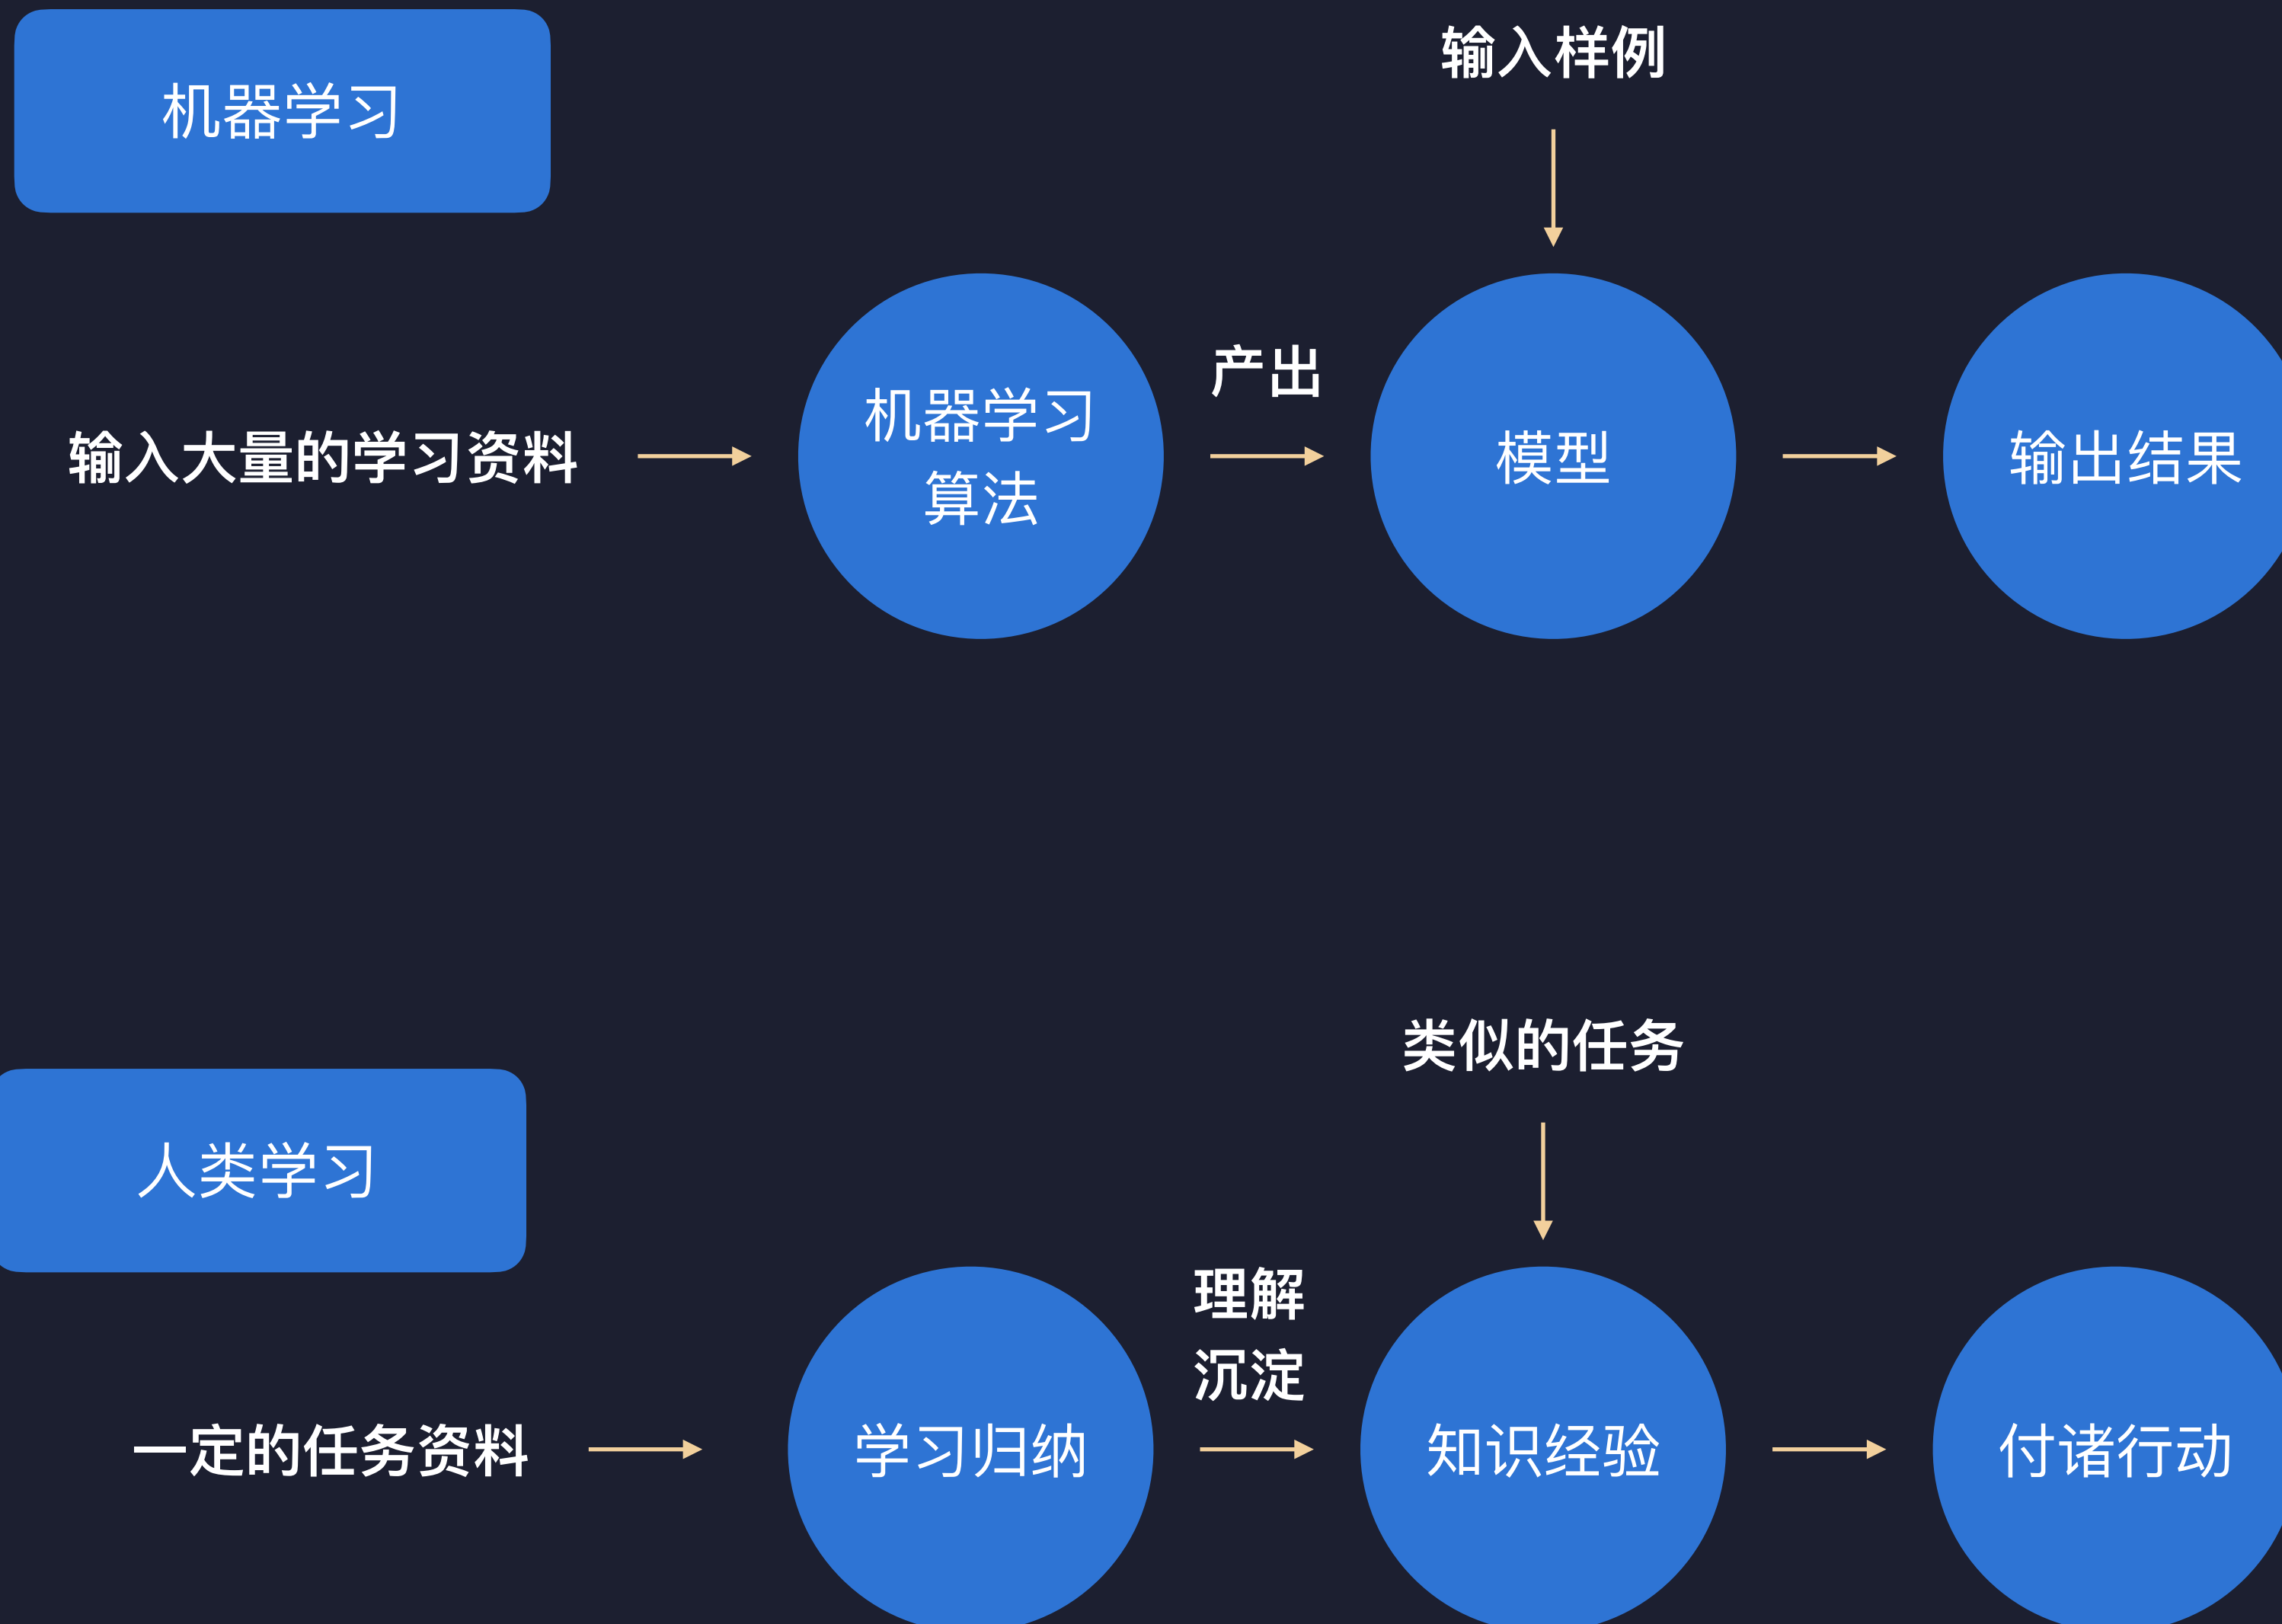 机器学习
输入样例
输入大量的学习资料
机器学习
算法
产出
模型
输出结果
人类学习
类似的任务
一定的任务资料
学习归纳
理解
沉淀
知识经验
付诸行动